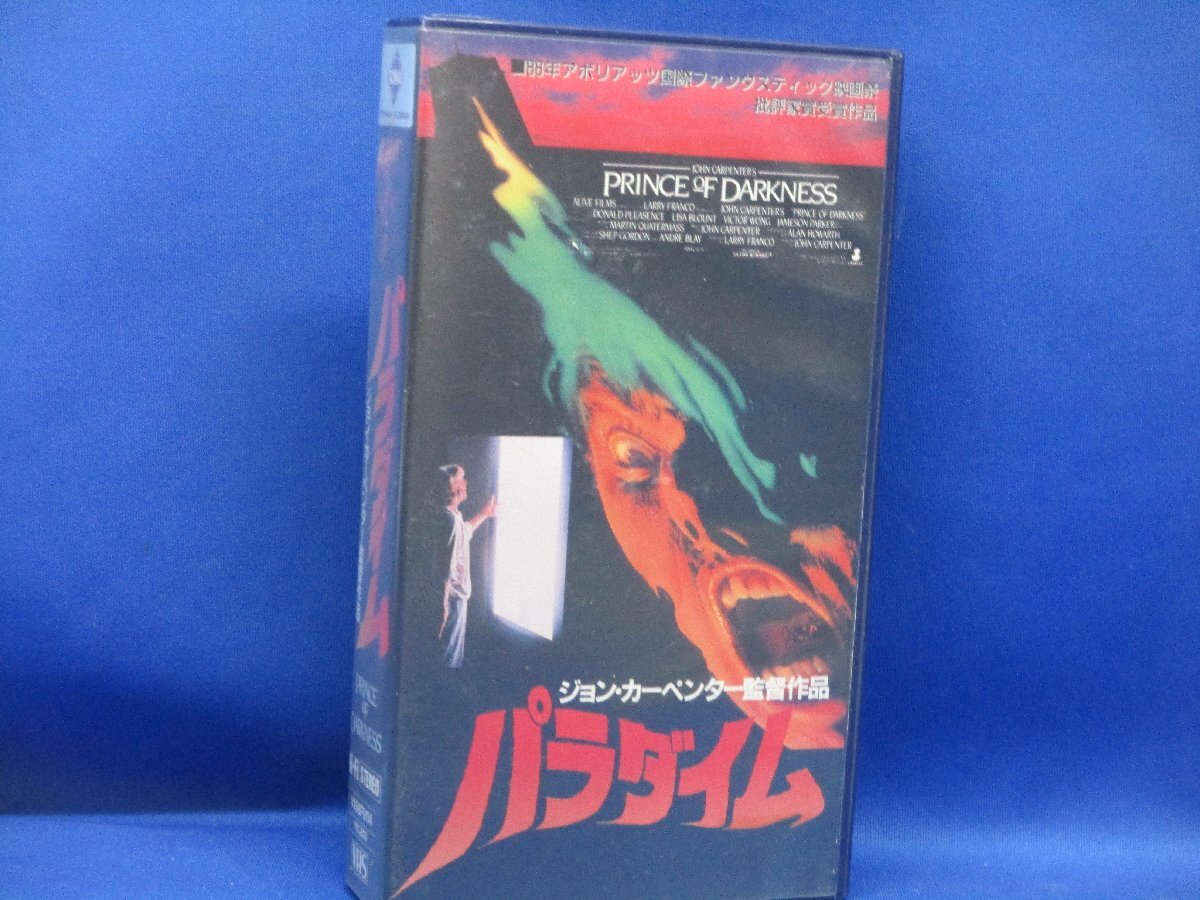 ■'88年アボリアッツ国際ファンタスティック映画祭
批評家賞受賞作品
JOHN CARPENTER'S
PRINCE OF DARKNESS
ALIVE FILMS LARRY FRANCO JOHN CARPENTER'S "PRINCE OF DARKNESS"
DONALD PLEASENCE LISA BLOUNT VICTOR WONG JAMESON PARKER
MARTIN QUATERMASS JOHN CARPENTER ALAN HOWARTH
SHEP GORDON ANDRE BLAY LARRY FRANCO JOHN CARPENTER
ジョン・カーペンター監督作品
パラダイム
パラダイム
PRINCE
OF
DARKNESS
HI-FI STEREO
VHS